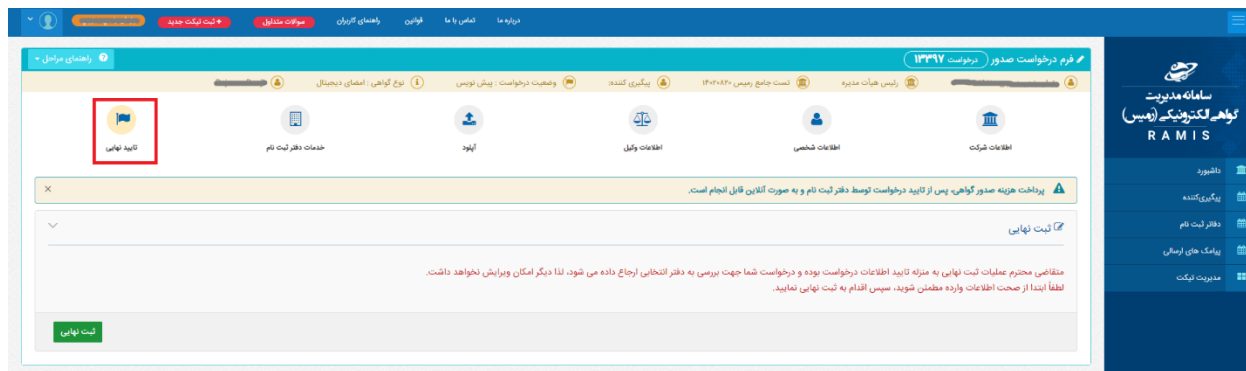 درباره ما
تماس با ما
قوانین
راهنمای کاربران
سوالات متداول
+ ثبت تیکت جدید
فرم درخواست صدور
درخواست ۱۳۳۹۷
راهنمای مراحل
رئیس هیأت مدیره
تست جامع رمیس ۱۴۰۲۰۸۲۰
پیگیری کننده:
وضعیت درخواست : پیش نویس
نوع گواهی : امضای دیجیتال
اطلاعات شرکت
اطلاعات شخصی
اطلاعات وکیل
آپلود
خدمات دفتر ثبت نام
تایید نهایی
پرداخت هزینه صدور گواهی، پس از تایید درخواست توسط دفتر ثبت نام و به صورت آنلاین قابل انجام است.
ثبت نهایی
متقاضی محترم عملیات ثبت نهایی به منزله تایید اطلاعات درخواست بوده و درخواست شما جهت بررسی به دفتر انتخابی ارجاع داده می شود، لذا دیگر امکان ویرایش نخواهد داشت.
لطفاً ابتدا از صحت اطلاعات وارده مطمئن شوید، سپس اقدام به ثبت نهایی نمایید.
ثبت نهایی
سامانه مدیریت
گواهی الکترونیکی (رمیس)
RAMIS
داشبورد
پیگیری‌کننده
دفاتر ثبت نام
پیامک های ارسالی
مدیریت تیکت